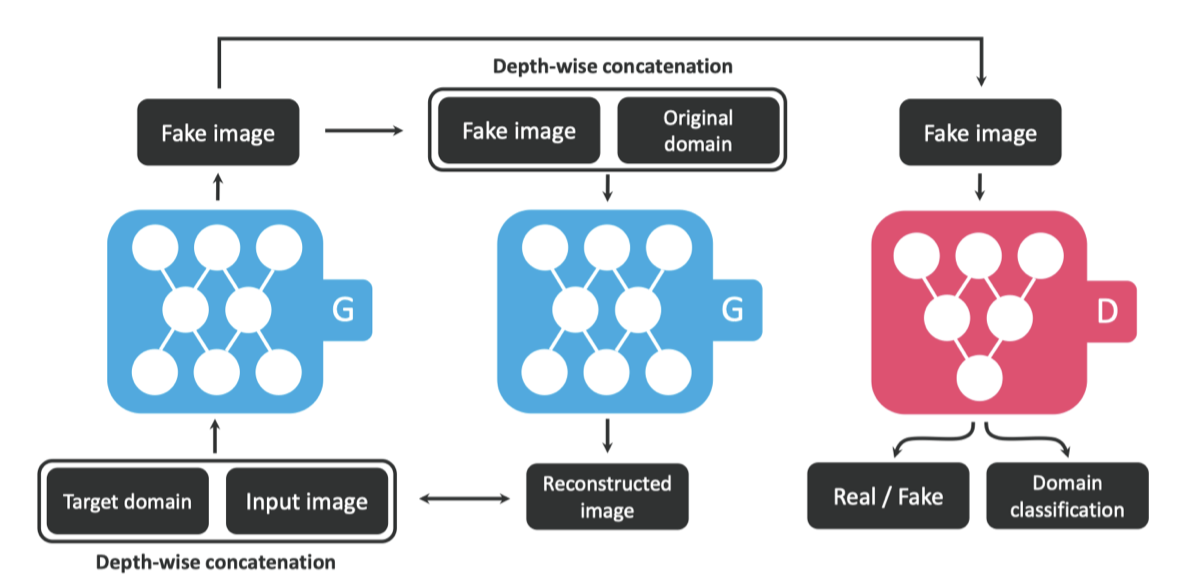 Depth-wise concatenation
Fake image
Fake image
Original
domain
Fake image
G
G
D
Target domain
Input image
Reconstructed
image
Real / Fake
Domain
classification
Depth-wise concatenation